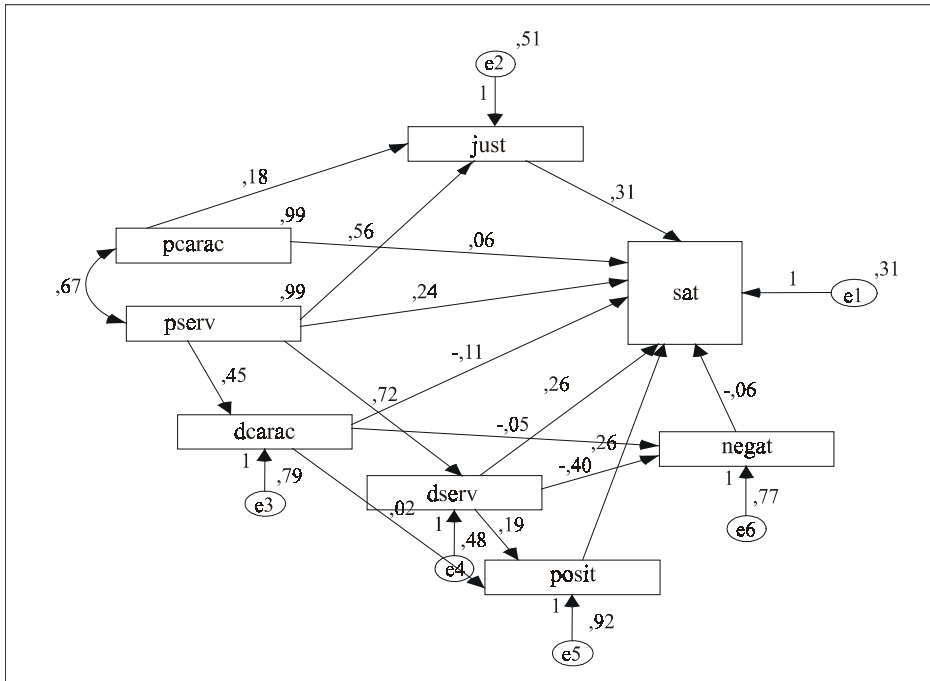 ,51
e2
1
just
,18
,31
,99
pcarac
,56
,06
,67
,99
pserv
,24
sat
1
,31
e1
-,11
,45
,72
,26
-,06
dcarac
-,05
,26
negat
1
,79
e3
-,40
dserv
1
,77
e6
,02
1
,48
e4
,19
posit
1
,92
e5